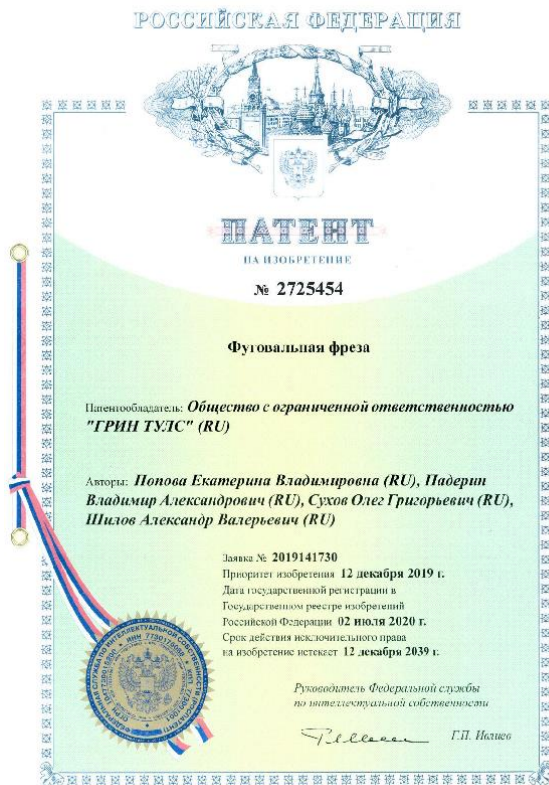 РОССИЙСКАЯ ФЕДЕРАЦИЯ
ПАТЕНТ
НА ИЗОБРЕТЕНИЕ
№ 2725454
Фуговальная фреза
Патентообладатель: Общество с ограниченной ответственностью
"ГРИН ТУЛС" (RU)
Авторы: Попова Екатерина Владимировна (RU), Падерин
Владимир Александрович (RU), Сухов Олег Григорьевич (RU),
Шилов Александр Валерьевич (RU)
Заявка № 2019141730
Приоритет изобретения 12 декабря 2019 г.
Дата государственной регистрации в
Государственном реестре изобретений
Российской Федерации 02 июля 2020 г.
Срок действия исключительного права
на изобретение истекает 12 декабря 2039 г.
Руководитель Федеральной службы
по интеллектуальной собственности
Г.П. Ивлиев